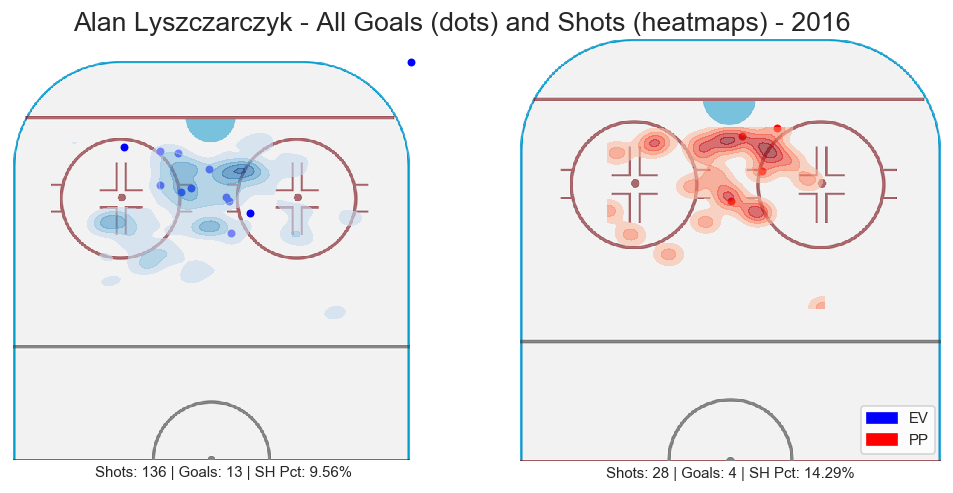 Alan Lyszczarczyk - All Goals (dots) and Shots (heatmaps) - 2016
EV
PP
Shots: 136 | Goals: 13 | SH Pct: 9.56%
Shots: 28 | Goals: 4 | SH Pct: 14.29%